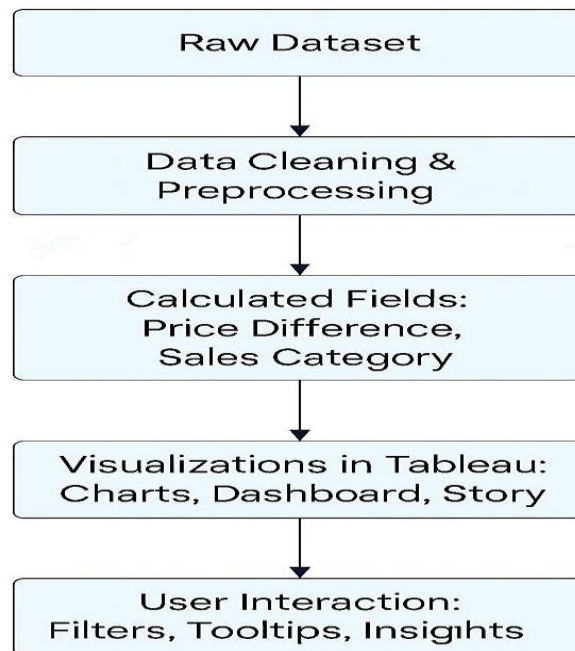 Raw Dataset
Data Cleaning &
Preprocessing
Calculated Fields:
Price Difference,
Sales Category
Visualizations in Tableau:
Charts, Dashboard, Story
User Interaction:
Filters, Tooltips, Insigıhts